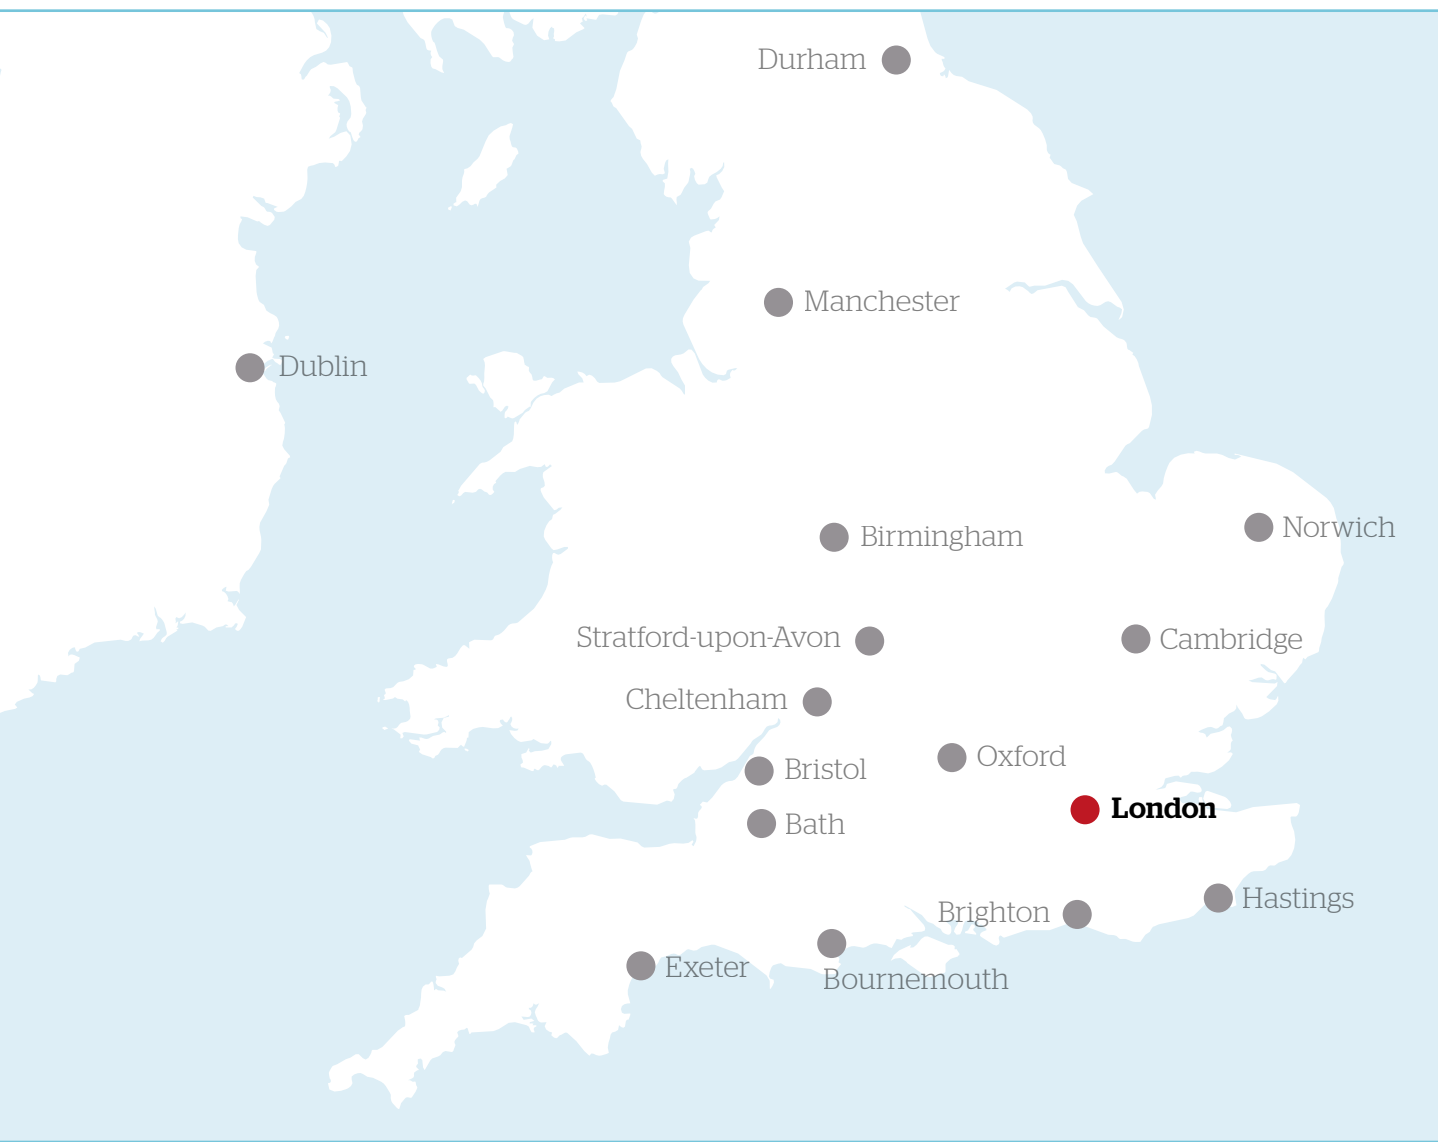 Durham
Manchester
Dublin
Norwich
Birmingham
Stratford-upon-Avon
Cambridge
Cheltenham
Oxford
Bristol
London
Bath
Hastings
Brighton
Exeter
Bournemouth